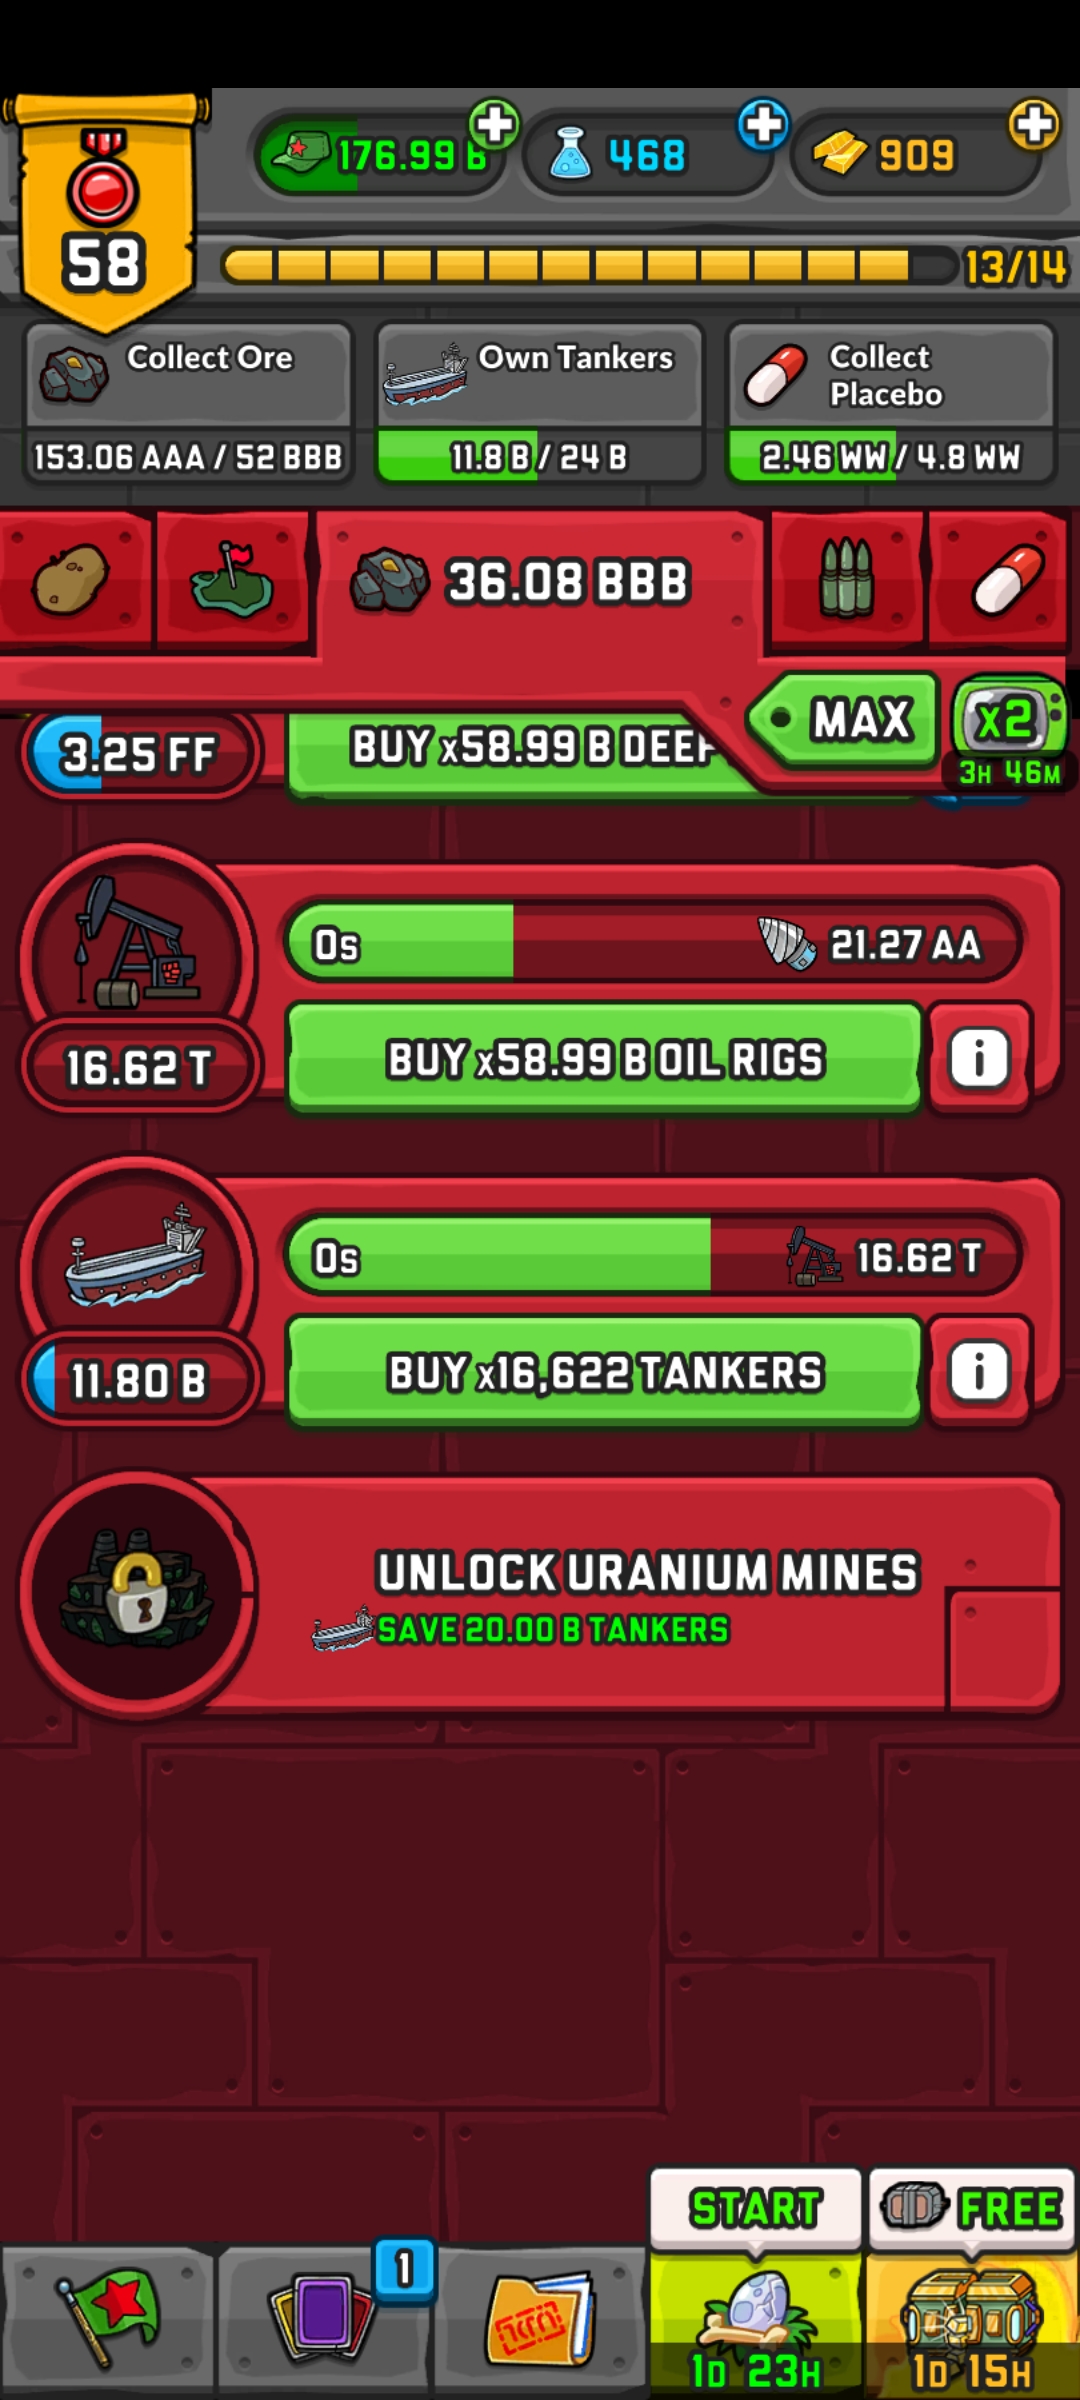 58
176.99 B
468
909
13/14
Collect Ore
153.06 AAA / 52 BBB
Own Tankers
11.8 B / 24 B
Collect
Placebo
2.46 WW / 4.8 WW
36.08 BBB
MAX
x2
3H 46M
3.25 FF
BUY x58.99 B DEEP
0s
21.27 AA
16.62 T
BUY x58.99 B OIL RIGS
i
0s
16.62 T
11.80 B
BUY x16,622 TANKERS
i
UNLOCK URANIUM MINES
SAVE 20.00 B TANKERS
START
FREE
1
1D 23H
1D 15H